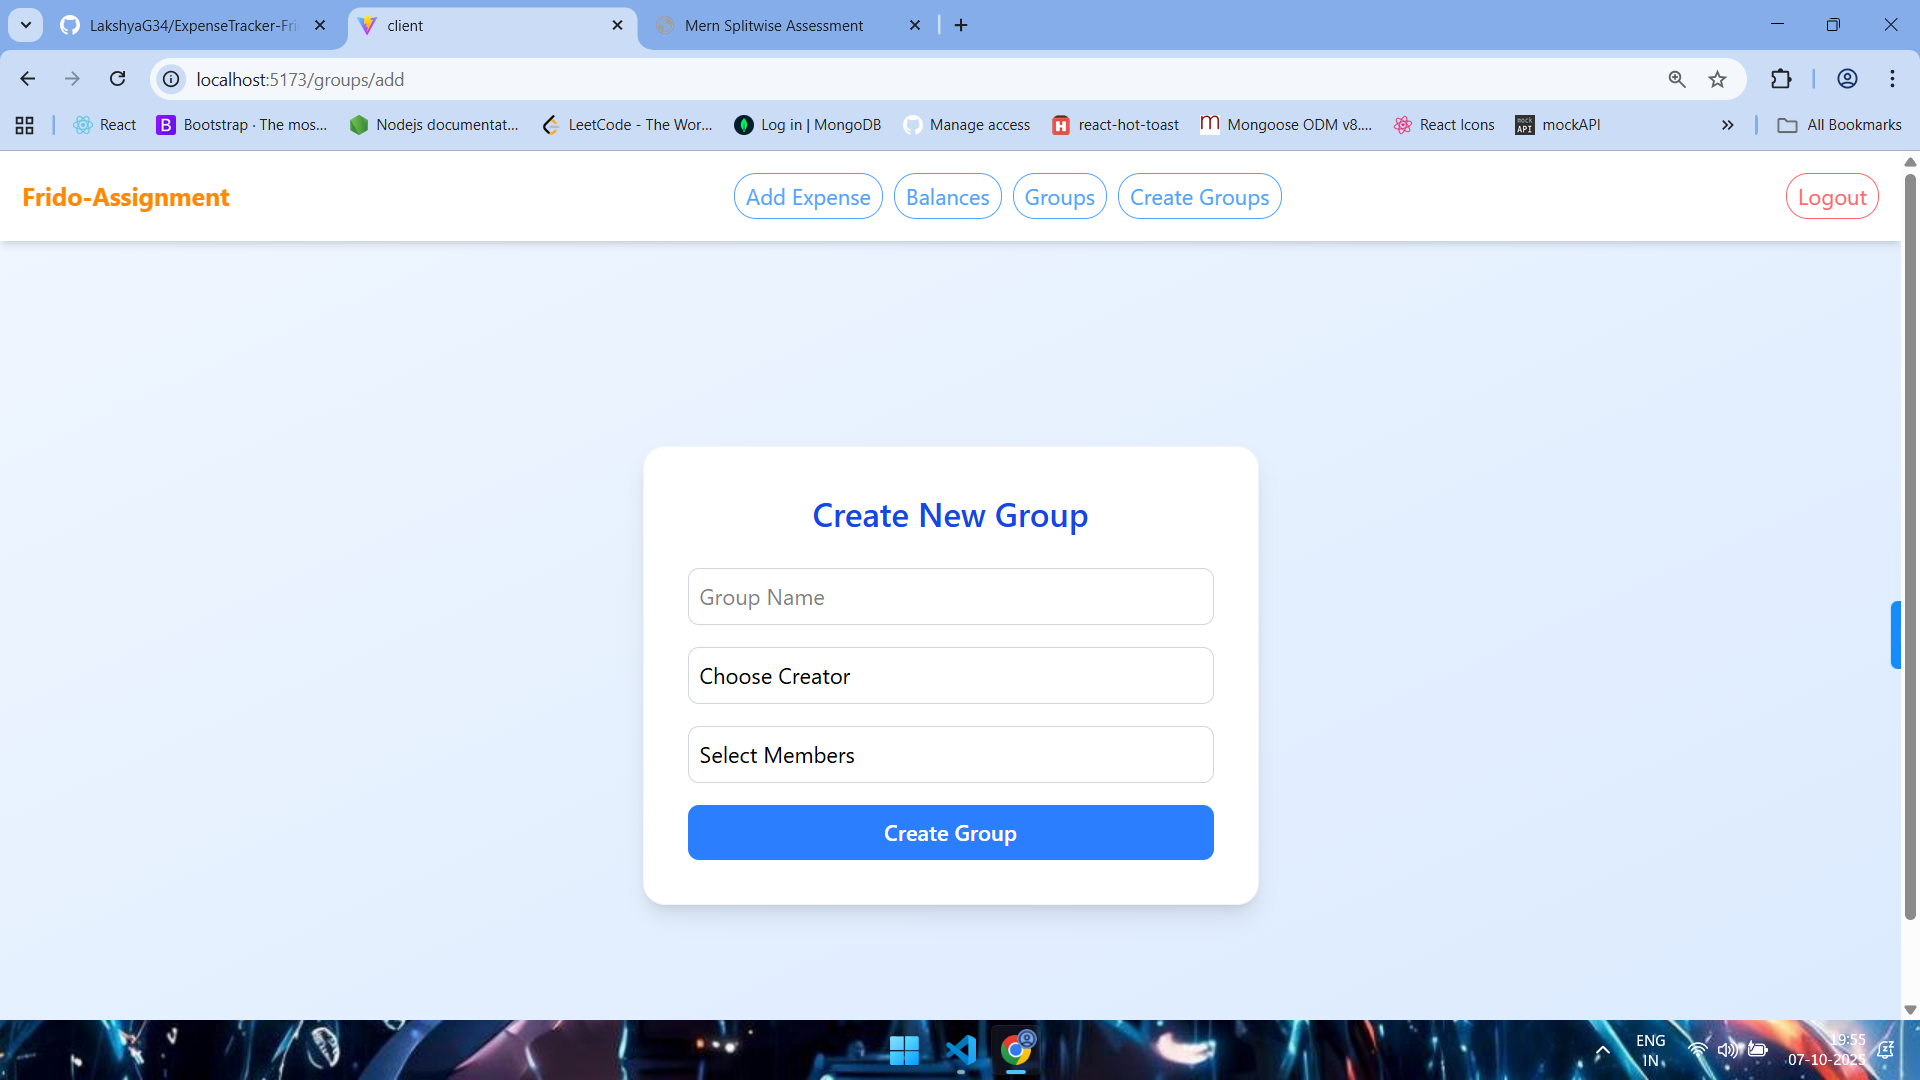 LakshyaG34/ExpenseTracker-Fri
client
Mern Splitwise Assessment
localhost:5173/groups/add
React
Bootstrap · The mos...
Nodejs documentat...
LeetCode - The Wor...
Log in | MongoDB
Manage access
react-hot-toast
Mongoose ODM v8....
React Icons
mock API
mockAPI
All Bookmarks
Frido-Assignment
Add Expense
Balances
Groups
Create Groups
Logout
Create New Group
Group Name
Choose Creator
Select Members
Create Group
ENG
IN
19:55
07-10-2025